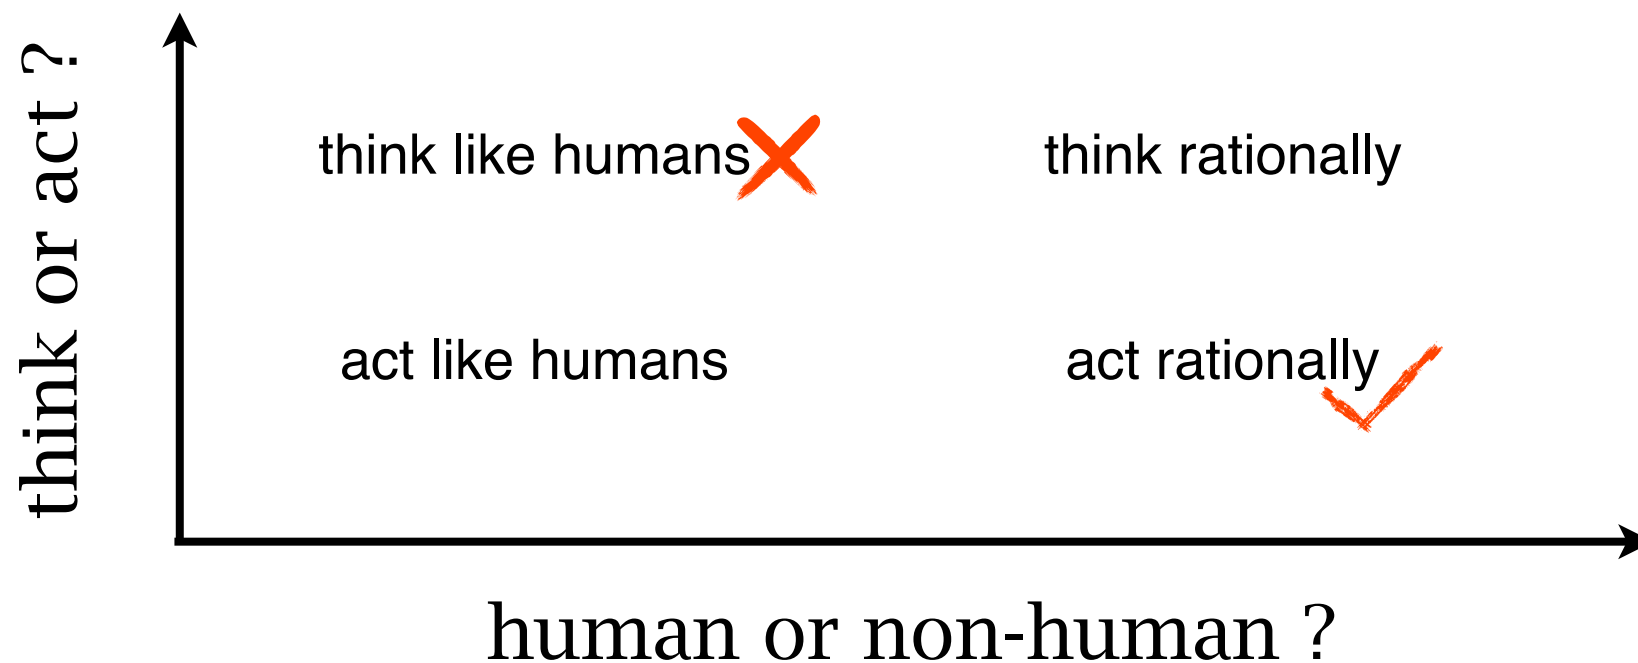 think or act ?
think like humans
think rationally
act like humans
act rationally
human or non-human ?